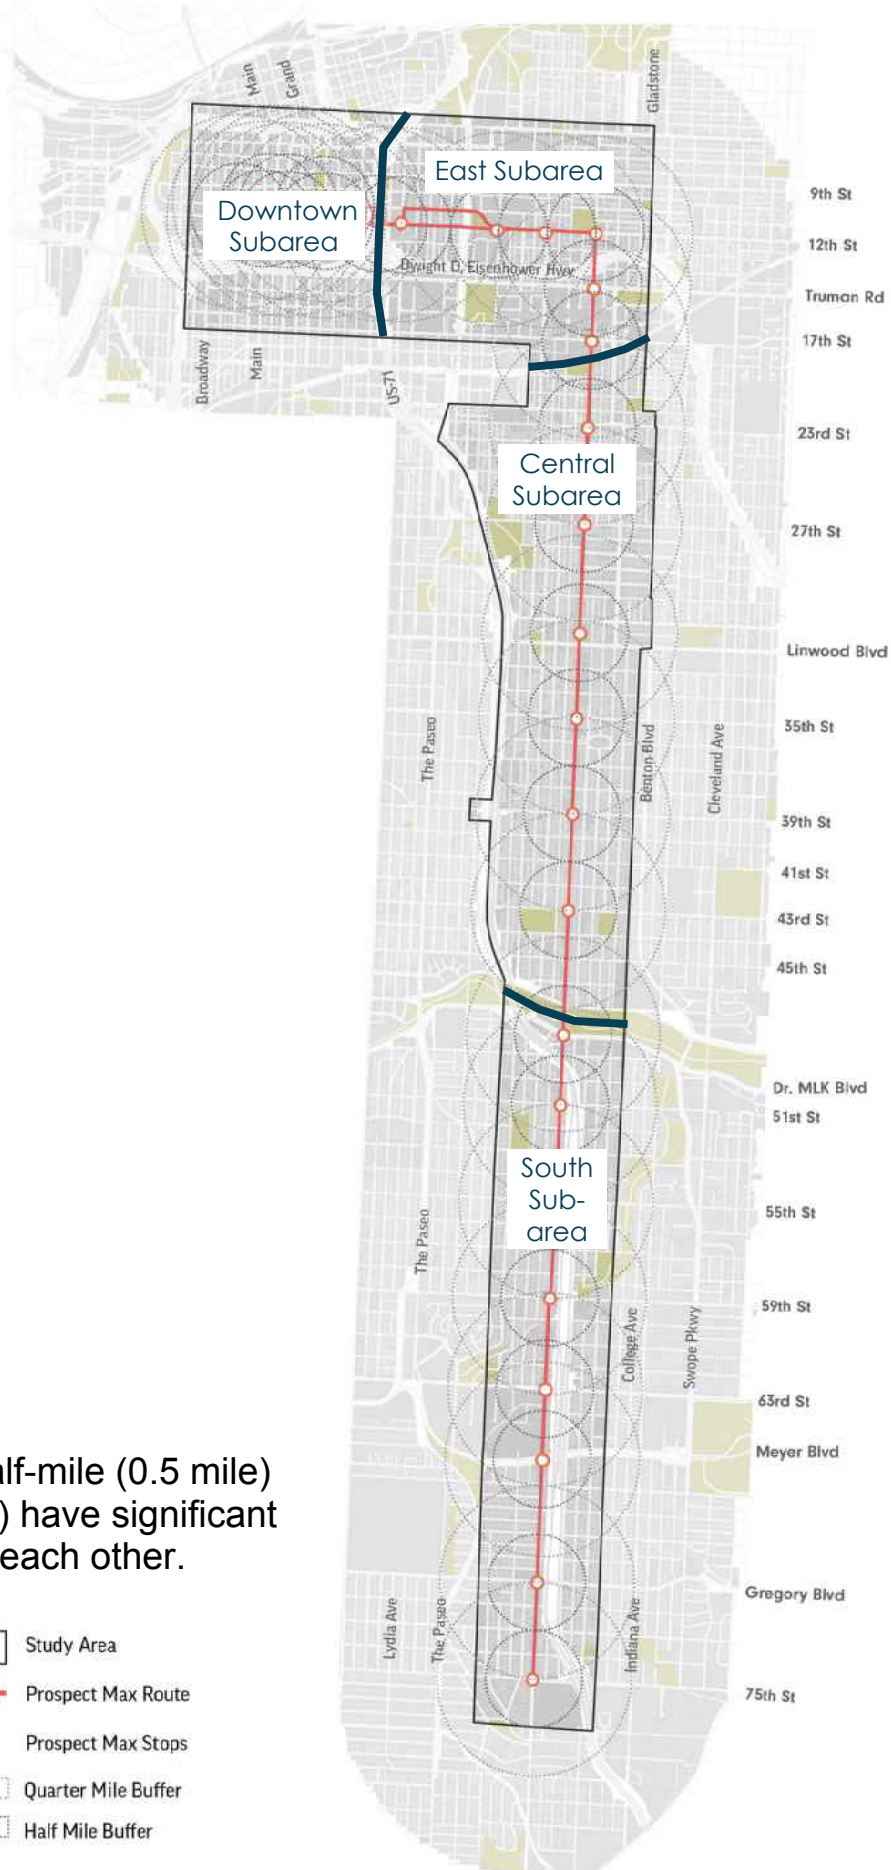 Main
Grand
Gladstone
East Subarea
Downtown
Subarea
9th St
12th St
Dwight D. Eisenhower Hwy
Truman Rd
17th St
Broadway
Main
US-71
23rd St
Central
Subarea
27th St
Linwood Blvd
The Paseo
Benton Blvd
Cleveland Ave
35th St
39th St
41st St
43rd St
45th St
Dr. MLK Blvd
51st St
South
Sub-
area
The Paseo
55th St
59th St
College Ave
Swope Pkwy
63rd St
Meyer Blvd
alf-mile (0.5 mile)
) have significant
each other.
Lydia Ave
The Paseo
Indiana Ave
Gregory Blvd
75th St
Study Area
Prospect Max Route
Prospect Max Stops
Quarter Mile Buffer
Half Mile Buffer